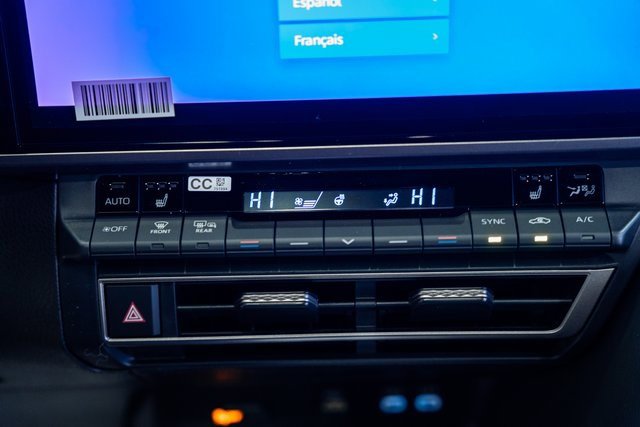 Español
Français
AUTO
CC
HI
HI
OFF
FRONT
REAR
SYNC
A/C